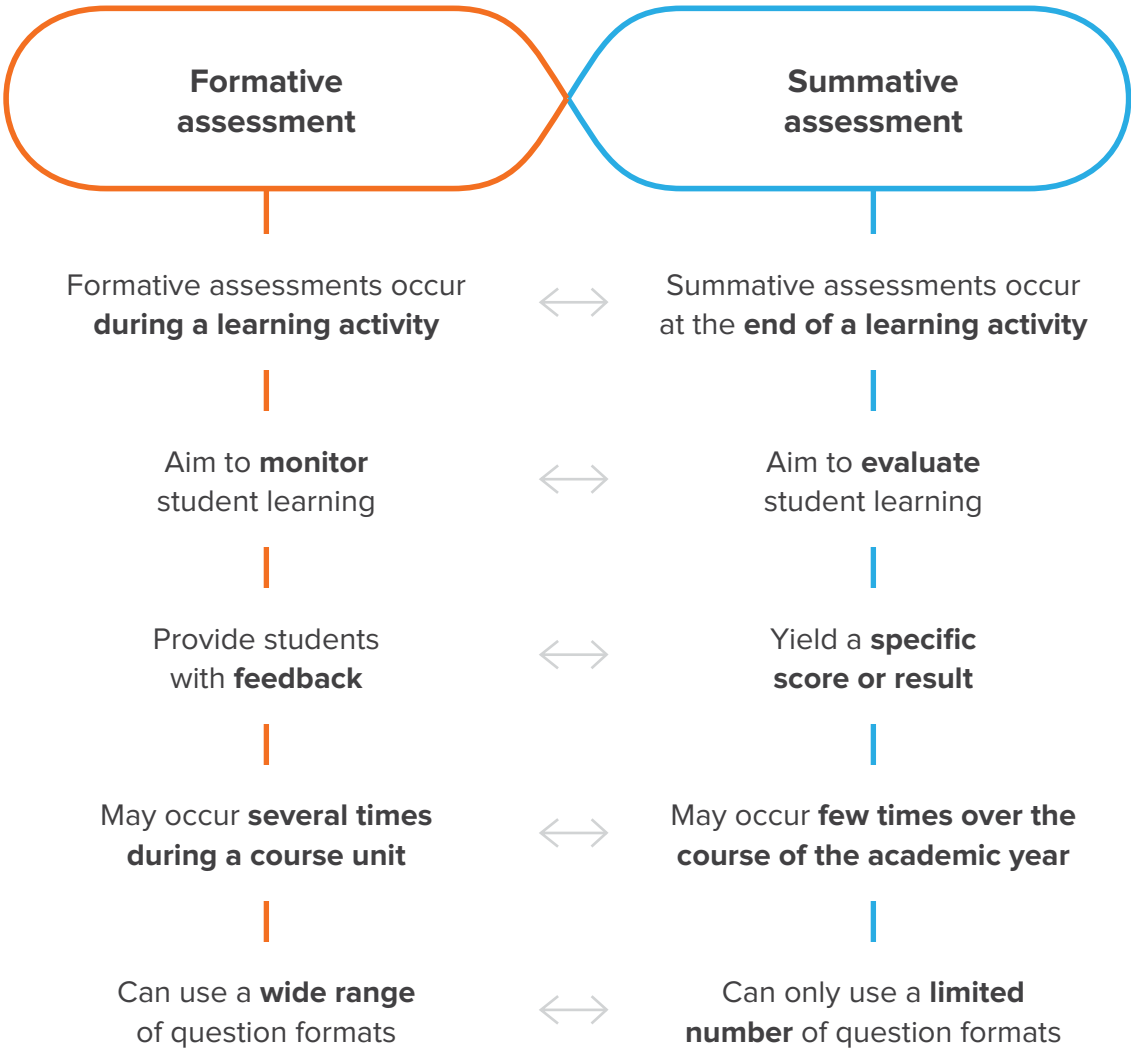 Formative
assessment
Summative
assessment
Formative assessments occur
during a learning activity
Summative assessments occur
at the end of a learning activity
Aim to monitor
student learning
Aim to evaluate
student learning
Provide students
with feedback
Yield a specific
score or result
May occur several times
during a course unit
May occur few times over the
course of the academic year
Can use a wide range
of question formats
Can only use a limited
number of question formats